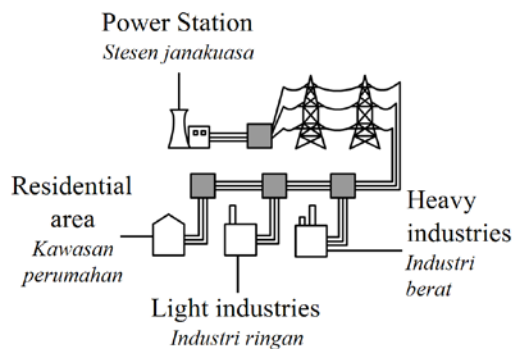 Power Station
Stesen janakuasa
Residential
area
Kawasan
perumahan
Heavy
industries
Industri
berat
Light industries
Industri ringan